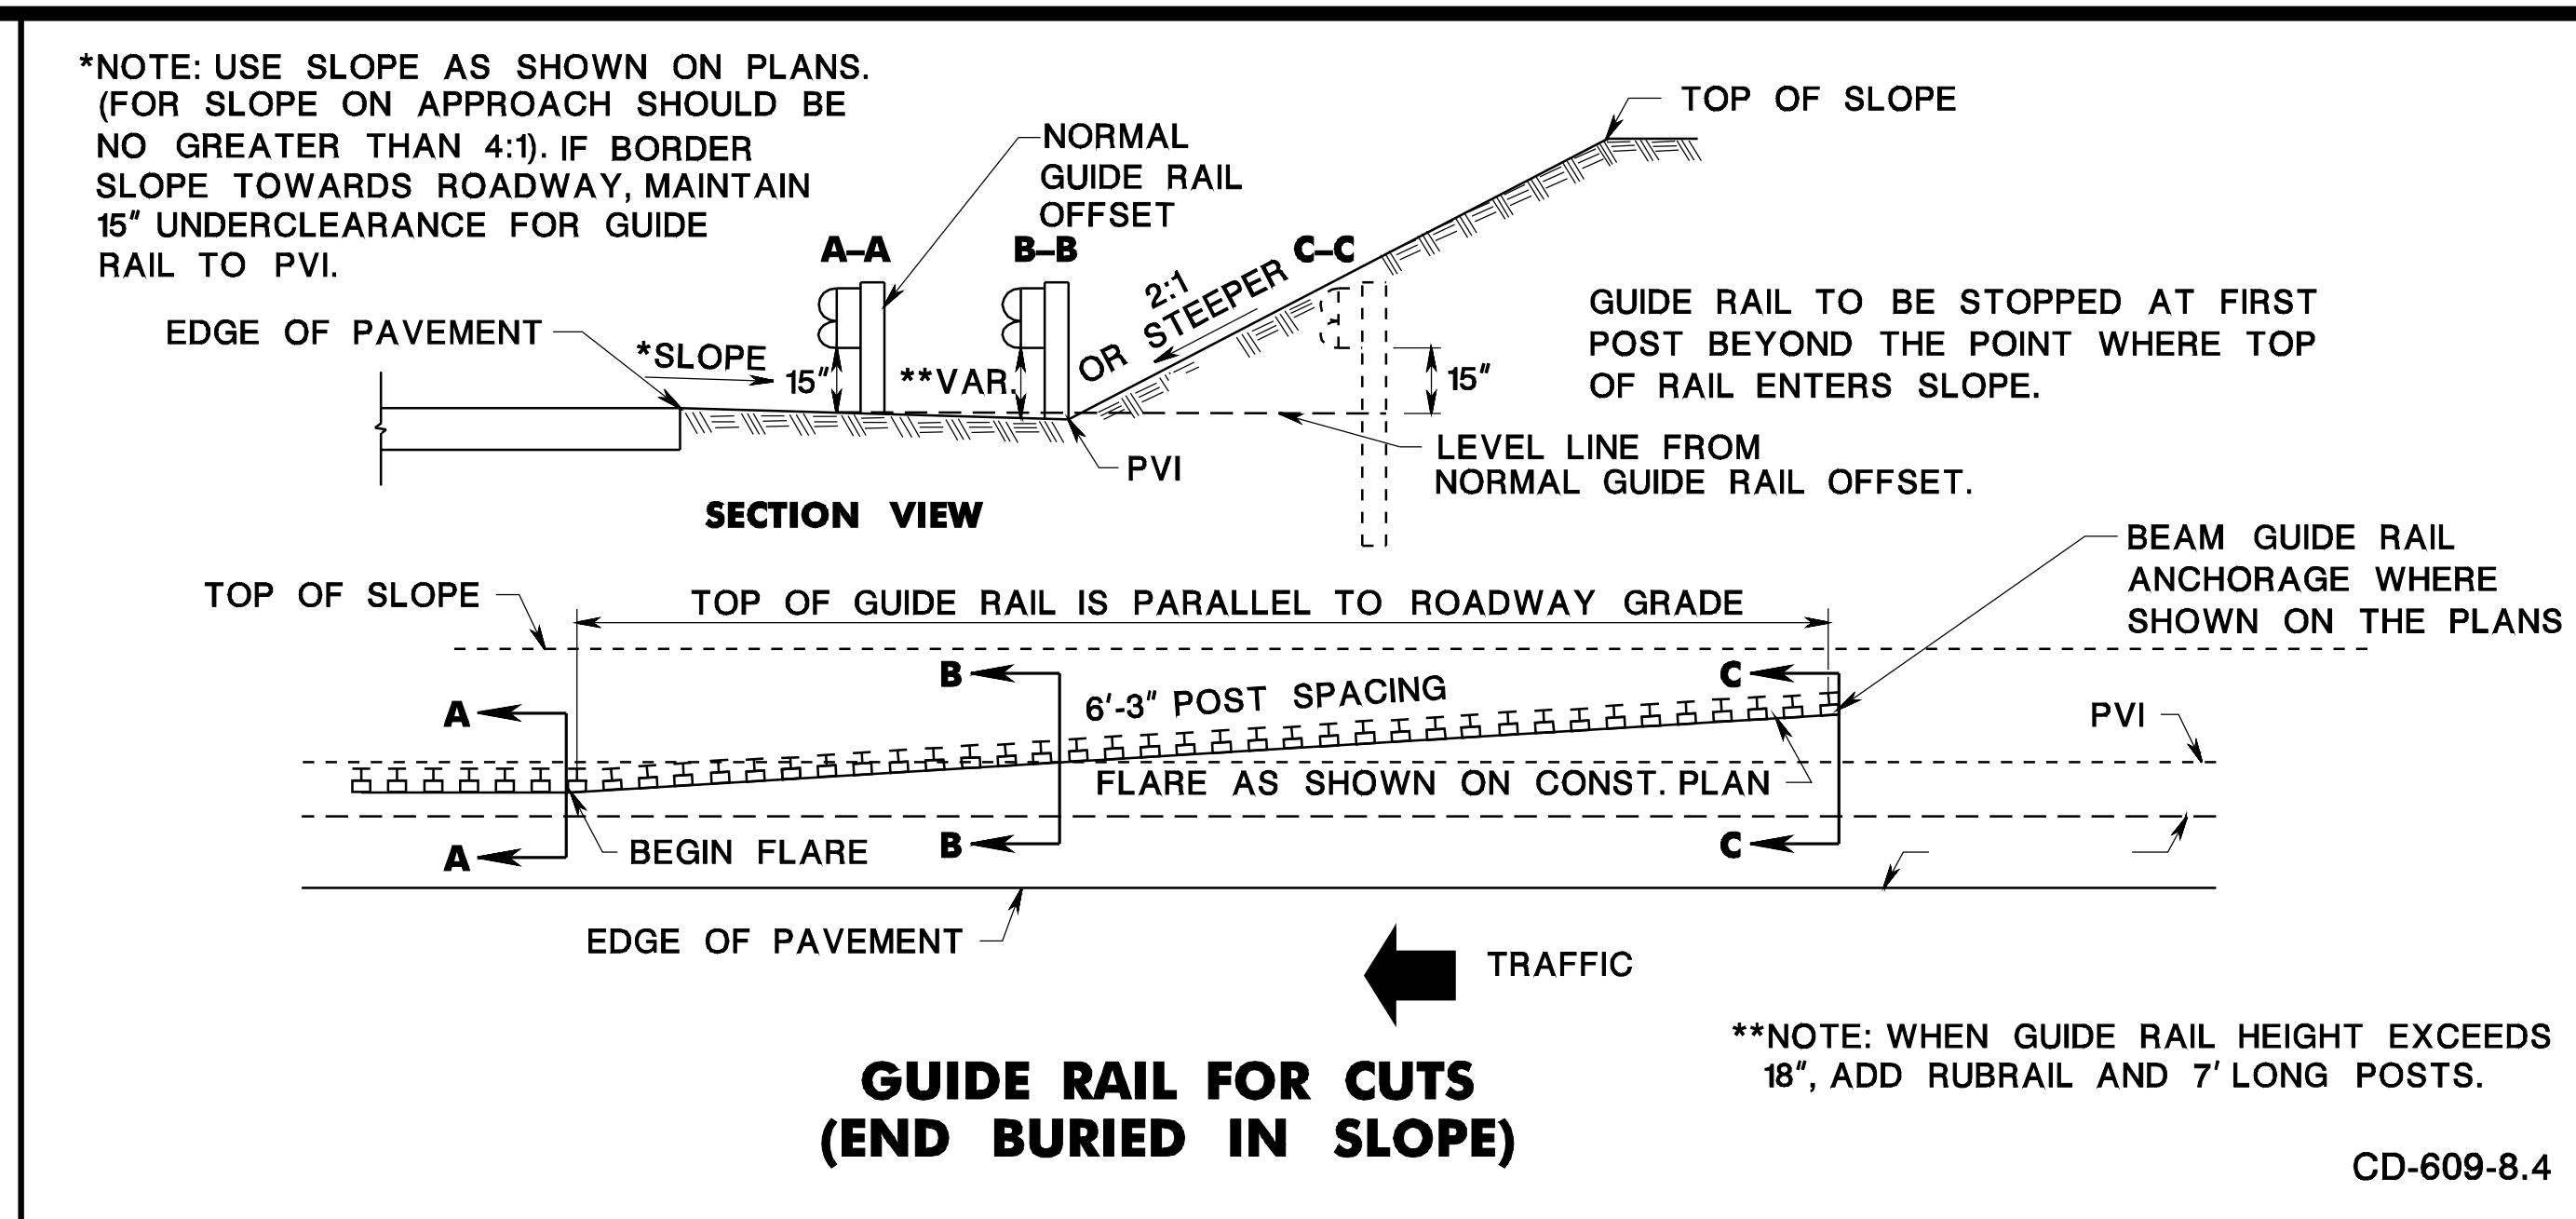 *NOTE: USE SLOPE AS SHOWN ON PLANS.
(FOR SLOPE ON APPROACH SHOULD BE
NO GREATER THAN 4:1). IF BORDER
SLOPE TOWARDS ROADWAY, MAINTAIN
15" UNDERCLEARANCE FOR GUIDE
RAIL TO PVI.
TOP OF SLOPE
NORMAL
GUIDE RAIL
OFFSET
A–A
B–B
C–C
2:1
OR STEEPER
EDGE OF PAVEMENT
*SLOPE
15"
**VAR.
15"
GUIDE RAIL TO BE STOPPED AT FIRST
POST BEYOND THE POINT WHERE TOP
OF RAIL ENTERS SLOPE.
LEVEL LINE FROM
NORMAL GUIDE RAIL OFFSET.
PVI
SECTION VIEW
BEAM GUIDE RAIL
ANCHORAGE WHERE
SHOWN ON THE PLANS
TOP OF SLOPE
TOP OF GUIDE RAIL IS PARALLEL TO ROADWAY GRADE
B
C
A
6'-3" POST SPACING
PVI
FLARE AS SHOWN ON CONST. PLAN
A
BEGIN FLARE
B
C
EDGE OF PAVEMENT
TRAFFIC
**NOTE: WHEN GUIDE RAIL HEIGHT EXCEEDS
18", ADD RUBRAIL AND 7' LONG POSTS.
GUIDE RAIL FOR CUTS
(END BURIED IN SLOPE)
CD-609-8.4